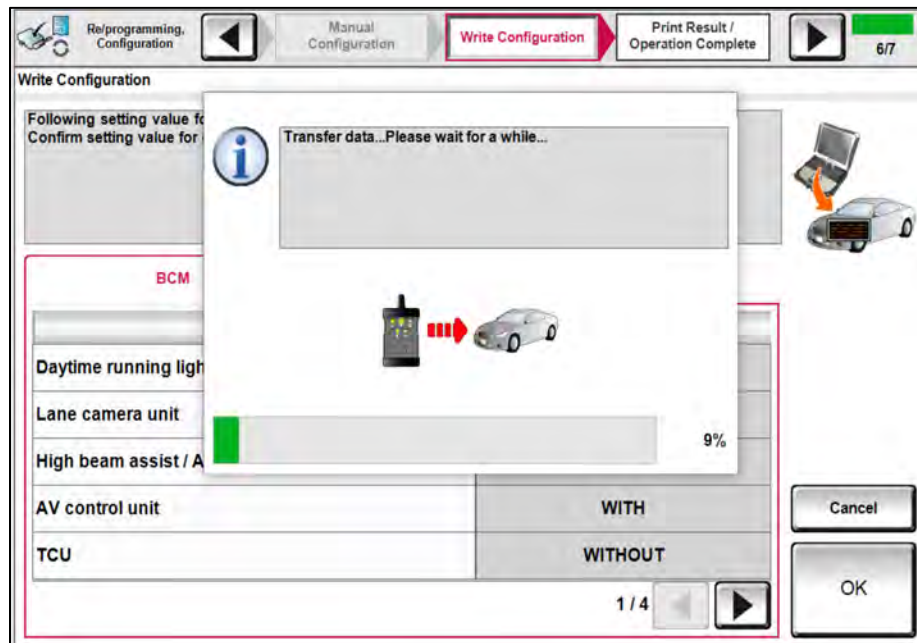 Re/programming,
Configuration
Manual
Configuration
Write Configuration
Print Result /
Operation Complete
6/7
Write Configuration
Following setting value
Confirm setting value for
Transfer data...Please wait for a while...
BCM
Daytime running
Lane camera unit
9%
High beam assist /
AV control unit
WITH
Cancel
TCU
WITHOUT
OK
1 / 4